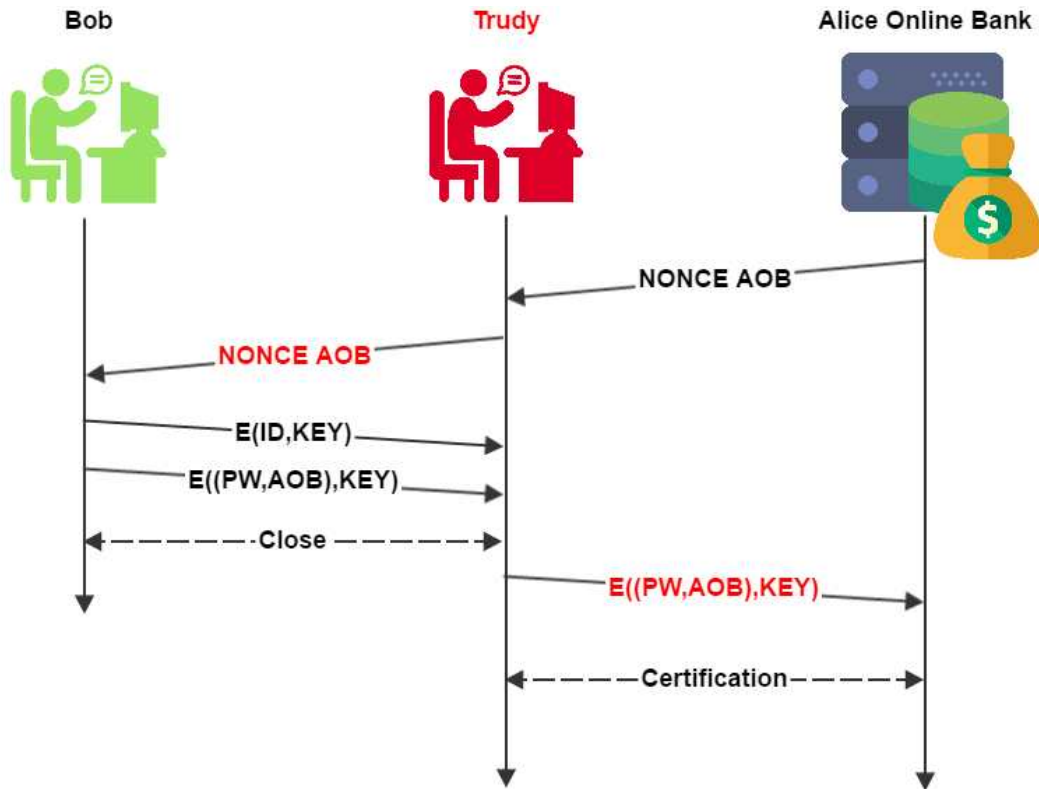 Bob
Trudy
Alice Online Bank
$
NONCE AOB
NONCE AOB
E(ID,KEY)
E((PW,AOB),KEY)
Close
E((PW,AOB),KEY)
Certification